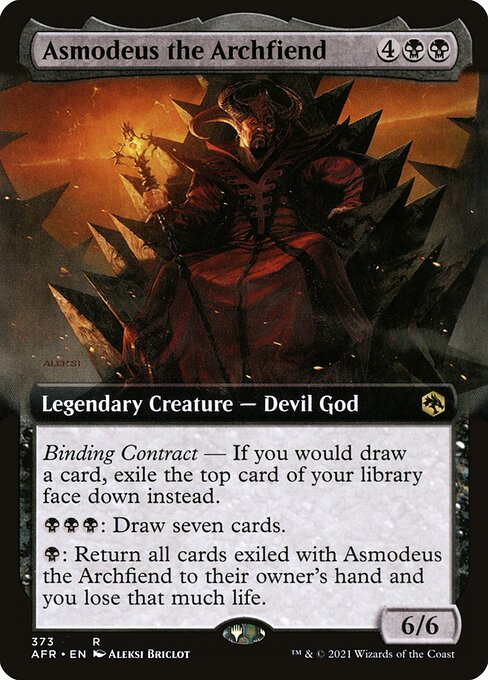 Asmodeus the Archfiend 4
ALEKSI
Legendary Creature — Devil God
Binding Contract — If you would draw
a card, exile the top card of your library
face down instead.
: Draw seven cards.
: Return all cards exiled with Asmodeus
the Archfiend to their owner's hand and
you lose that much life.
6/6
373 R
AFR • EN Aleksi Briclot ™ & © 2021 Wizards of the Coast